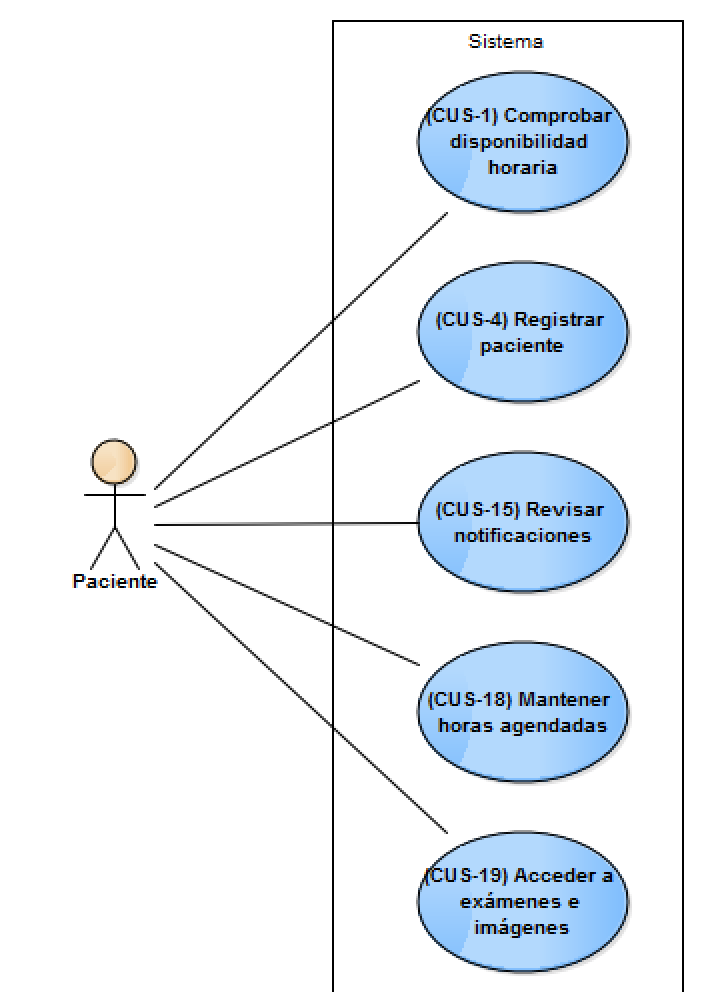 Sistema
(CUS-1) Comprobar
disponibilidad
horaria
(CUS-4) Registrar
paciente
(CUS-15) Revisar
notificaciones
Paciente
(CUS-18) Mantener
horas agendadas
(CUS-19) Acceder a
exámenes e
imágenes